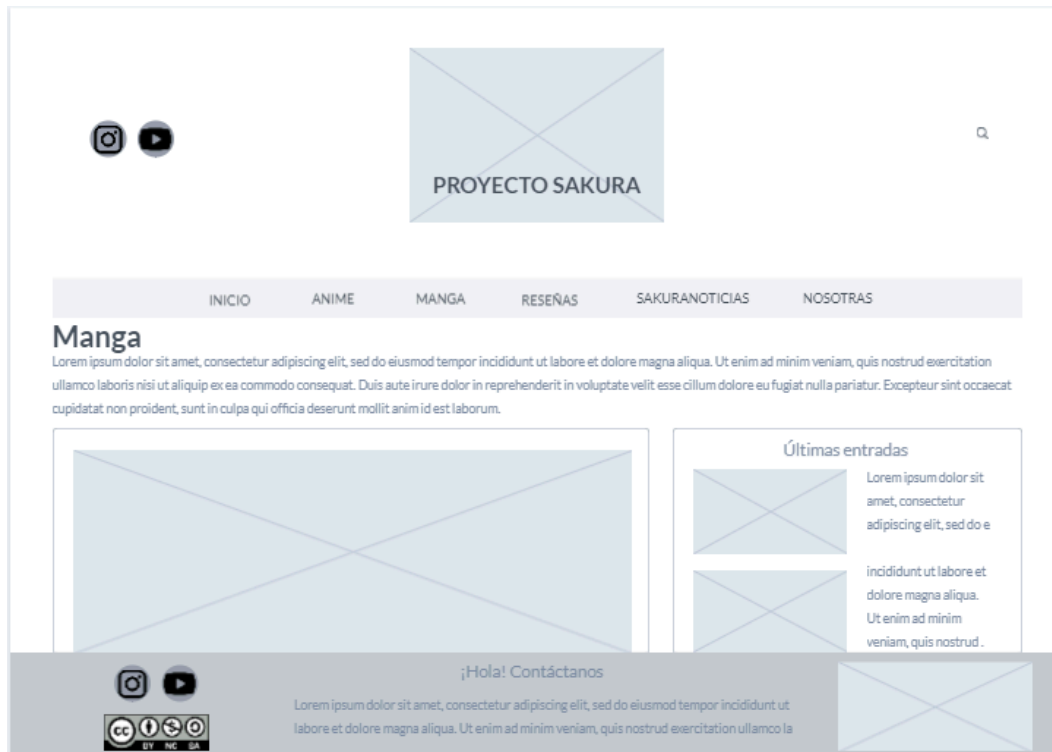 PROYECTO SAKURA
INICIO ANIME MANGA RESEÑAS SAKURANOTICIAS NOSOTRAS
Manga
Lorem ipsum dolor sit amet, consectetur adipiscing elit, sed do eiusmod tempor incididunt ut labore et dolore magna aliqua. Ut enim ad minim veniam, quis nostrud exercitation
ullamco laboris nisi ut aliquip ex ea commodo consequat. Duis aute irure dolor in reprehenderit in voluptate velit esse cillum dolore eu fugiat nulla pariatur. Excepteur sint occaecat
cupidatat non proident, sunt in culpa qui officia deserunt mollit anim id est laborum.
Últimas entradas
Lorem ipsum dolor sit
amet, consectetur
adipiscing elit, sed do e
incididunt ut labore et
dolore magna aliqua.
Ut enim ad minim
veniam, quis nostrud .
¡Hola! Contáctanos
Lorem ipsum dolor sit amet, consectetur adipiscing elit, sed do eiusmod tempor incididunt ut
labore et dolore magna aliqua. Ut enim ad minim veniam, quis nostrud exercitation ullamco la
cc
BY NC SA